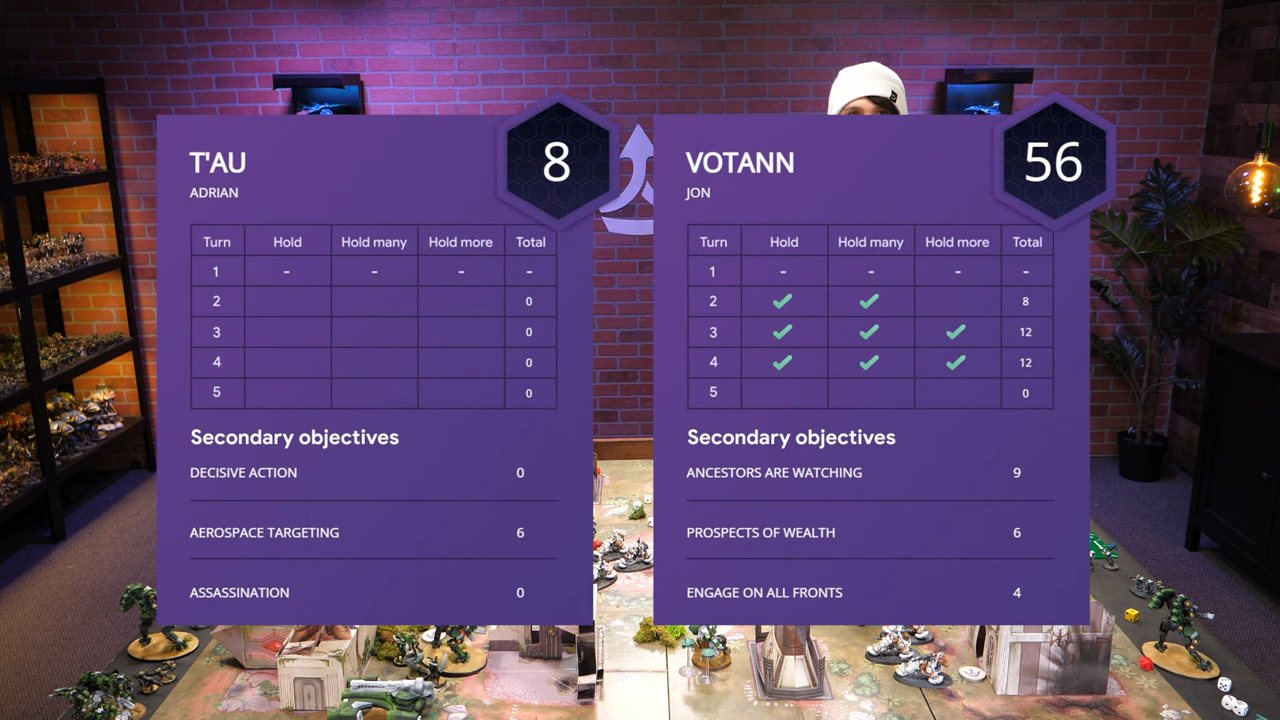 T'AU
ADRIAN
8
Turn Hold Hold many Hold more Total
1 - - - -
2 0
3 0
4 0
5 0
Secondary objectives
DECISIVE ACTION 0
AEROSPACE TARGETING 6
ASSASSINATION 0
VOTANN
JON
56
Turn Hold Hold many Hold more Total
1 - - - -
2 ✓ ✓ 8
3 ✓ ✓ ✓ 12
4 ✓ ✓ ✓ 12
5 0
Secondary objectives
ANCESTORS ARE WATCHING 9
PROSPECTS OF WEALTH 6
ENGAGE ON ALL FRONTS 4